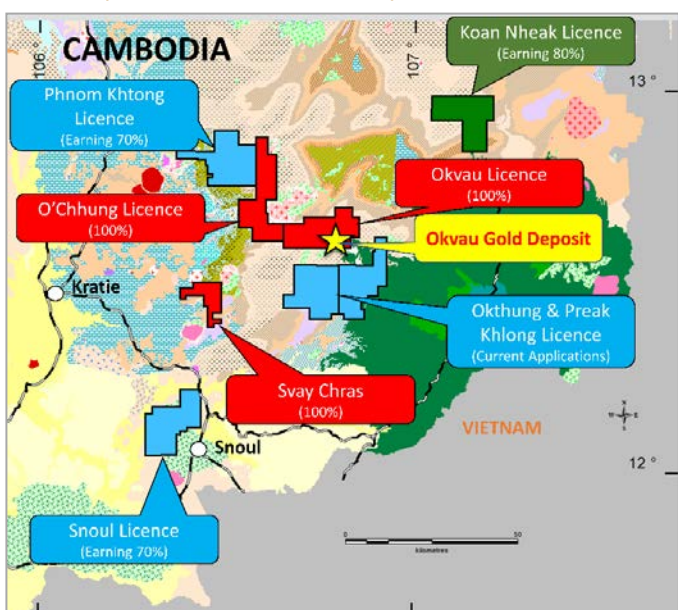 106 °
CAMBODIA
107 °
Koan Nheak Licence
(Earning 80%)
13 °
Phnom Khtong
Licence
(Earning 70%)
Okvau Licence
(100%)
O'Chhung Licence
(100%)
Okvau Gold Deposit
Kratie
Okthung & Preak
Khlong Licence
(Current Applications)
Svay Chras
(100%)
N
W
E
S
VIETNAM
Snoul
12 °
Snoul Licence
(Earning 70%)
0
50
kilometres